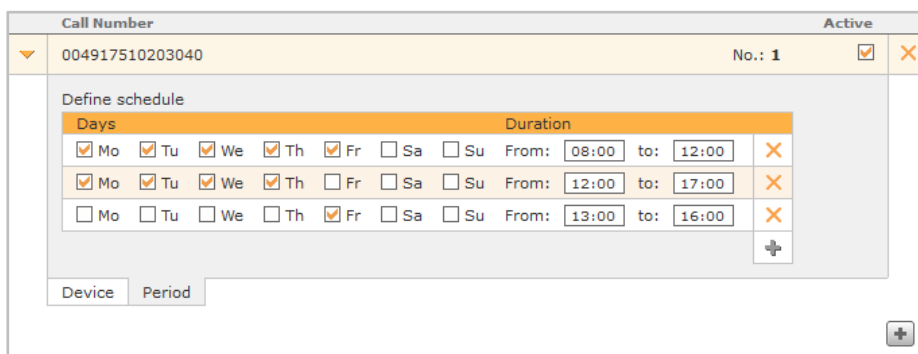 Call Number Active
004917510203040 No.: 1
Define schedule
Days Duration
Mo Tu We Th Fr Sa Su From: 08:00 to: 12:00
Mo Tu We Th Fr Sa Su From: 12:00 to: 17:00
Mo Tu We Th Fr Sa Su From: 13:00 to: 16:00
Device Period